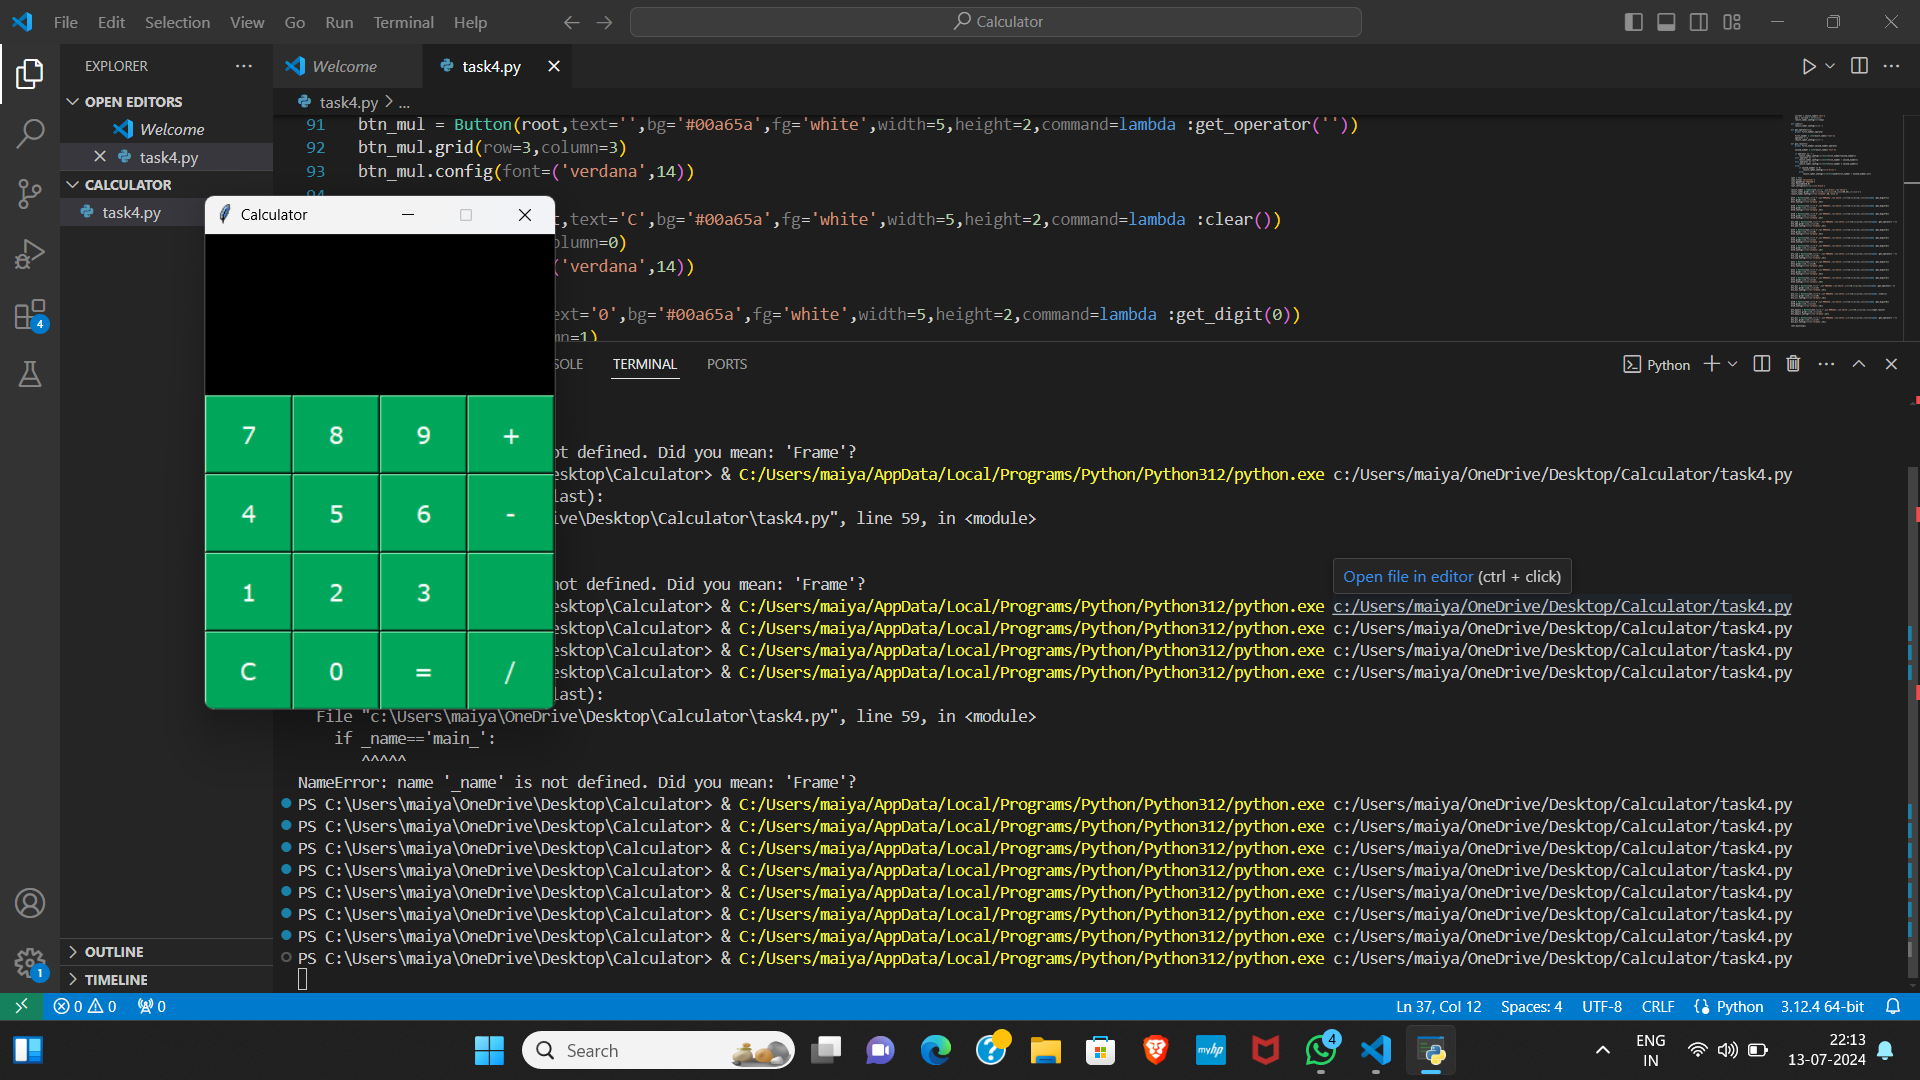 File Edit Selection View Go Run Terminal Help
Calculator
EXPLORER
Welcome
task4.py
OPEN EDITORS
Welcome
task4.py
CALCULATOR
task4.py
task4.py > ...
91 btn_mul = Button(root,text='',bg='#00a65a',fg='white',width=5,height=2,command=lambda :get_operator(''))
92 btn_mul.grid(row=3,column=3)
93 btn_mul.config(font=('verdana',14))
94
,text='C',bg='#00a65a',fg='white',width=5,height=2,command=lambda :clear())
olumn=0)
('verdana',14))
ext='0',bg='#00a65a',fg='white',width=5,height=2,command=lambda :get_digit(0))
mn=1)
Calculator
7 8 9 +
4 5 6 -
1 2 3
C 0 = /
SOLE TERMINAL PORTS
Python
ot defined. Did you mean: 'Frame'?
esktop\Calculator> & C:/Users/maiya/AppData/Local/Programs/Python/Python312/python.exe c:/Users/maiya/OneDrive/Desktop/Calculator/task4.py
last):
ive\Desktop\Calculator\task4.py", line 59, in <module>
Open file in editor (ctrl + click)
not defined. Did you mean: 'Frame'?
esktop\Calculator> & C:/Users/maiya/AppData/Local/Programs/Python/Python312/python.exe c:/Users/maiya/OneDrive/Desktop/Calculator/task4.py
esktop\Calculator> & C:/Users/maiya/AppData/Local/Programs/Python/Python312/python.exe c:/Users/maiya/OneDrive/Desktop/Calculator/task4.py
esktop\Calculator> & C:/Users/maiya/AppData/Local/Programs/Python/Python312/python.exe c:/Users/maiya/OneDrive/Desktop/Calculator/task4.py
esktop\Calculator> & C:/Users/maiya/AppData/Local/Programs/Python/Python312/python.exe c:/Users/maiya/OneDrive/Desktop/Calculator/task4.py
last):
File "c:\Users\maiya\OneDrive\Desktop\Calculator\task4.py", line 59, in <module>
if _name=='main_':
^^^^^
NameError: name '_name' is not defined. Did you mean: 'Frame'?
PS C:\Users\maiya\OneDrive\Desktop\Calculator> & C:/Users/maiya/AppData/Local/Programs/Python/Python312/python.exe c:/Users/maiya/OneDrive/Desktop/Calculator/task4.py
PS C:\Users\maiya\OneDrive\Desktop\Calculator> & C:/Users/maiya/AppData/Local/Programs/Python/Python312/python.exe c:/Users/maiya/OneDrive/Desktop/Calculator/task4.py
PS C:\Users\maiya\OneDrive\Desktop\Calculator> & C:/Users/maiya/AppData/Local/Programs/Python/Python312/python.exe c:/Users/maiya/OneDrive/Desktop/Calculator/task4.py
PS C:\Users\maiya\OneDrive\Desktop\Calculator> & C:/Users/maiya/AppData/Local/Programs/Python/Python312/python.exe c:/Users/maiya/OneDrive/Desktop/Calculator/task4.py
PS C:\Users\maiya\OneDrive\Desktop\Calculator> & C:/Users/maiya/AppData/Local/Programs/Python/Python312/python.exe c:/Users/maiya/OneDrive/Desktop/Calculator/task4.py
PS C:\Users\maiya\OneDrive\Desktop\Calculator> & C:/Users/maiya/AppData/Local/Programs/Python/Python312/python.exe c:/Users/maiya/OneDrive/Desktop/Calculator/task4.py
PS C:\Users\maiya\OneDrive\Desktop\Calculator> & C:/Users/maiya/AppData/Local/Programs/Python/Python312/python.exe c:/Users/maiya/OneDrive/Desktop/Calculator/task4.py
PS C:\Users\maiya\OneDrive\Desktop\Calculator> & C:/Users/maiya/AppData/Local/Programs/Python/Python312/python.exe c:/Users/maiya/OneDrive/Desktop/Calculator/task4.py
4
1
OUTLINE
TIMELINE
0 0 0
Ln 37, Col 12 Spaces: 4 UTF-8 CRLF Python 3.12.4 64-bit
Search
myhp
4
ENG
IN
22:13
13-07-2024